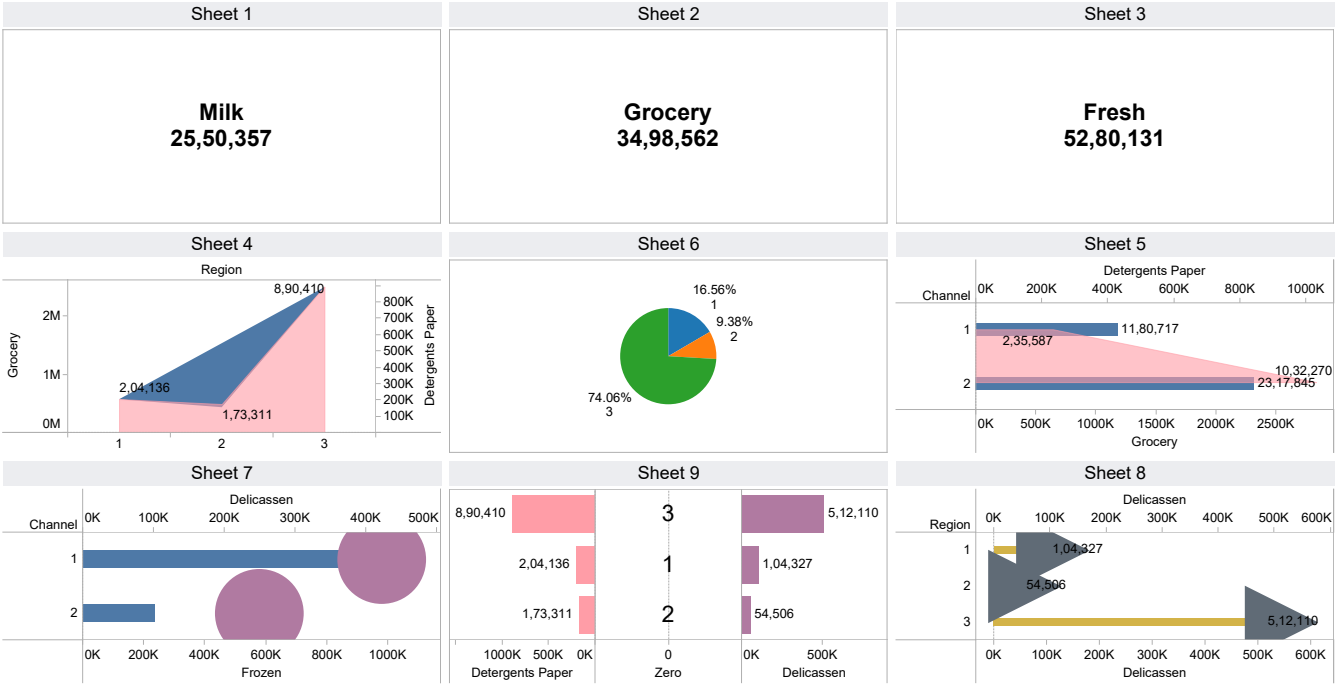 Sheet 1
Milk
25,50,357
Sheet 2
Grocery
34,98,562
Sheet 3
Fresh
52,80,131
Sheet 4
Region
Grocery
2M
1M
0M
8,90,410
2,04,136
1,73,311
800K
700K
600K
500K
400K
300K
200K
100K
Detergents Paper
1 2 3
Sheet 6
16.56%
1
9.38%
2
74.06%
3
Sheet 5
Detergents Paper
Channel 0K 200K 400K 600K 800K 1000K
1 11,80,717
2,35,587
10,32,270
2 23,17,845
0K 500K 1000K 1500K 2000K 2500K
Grocery
Sheet 7
Delicassen
Channel 0K 100K 200K 300K 400K 500K
1
2
0K 200K 400K 600K 800K 1000K
Frozen
Sheet 9
8,90,410 3 5,12,110
2,04,136 1 1,04,327
1,73,311 2 54,506
1000K 500K 0K 0 0K 500K
Detergents Paper Zero Delicassen
Sheet 8
Delicassen
Region 0K 100K 200K 300K 400K 500K 600K
1 1,04,327
2 54,506
3 5,12,110
0K 100K 200K 300K 400K 500K 600K
Delicassen